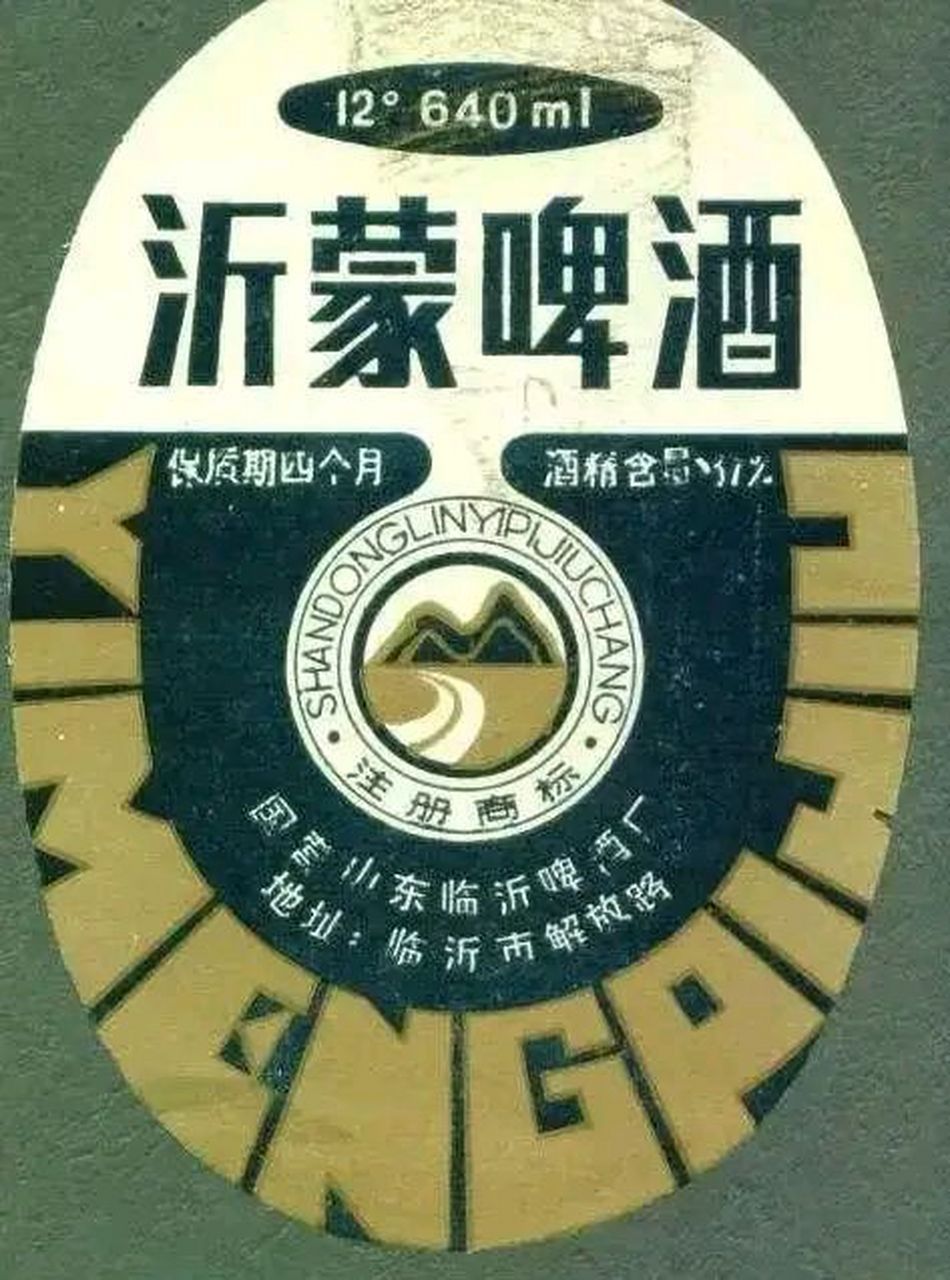 12° 640ml
沂蒙啤酒
保质期四个月
酒精含量
SHANDONGLINYIPIJIUCHANG
注册商标
国营山东临沂啤酒厂
地址:临沂市解放路
YIMENGPIJIU